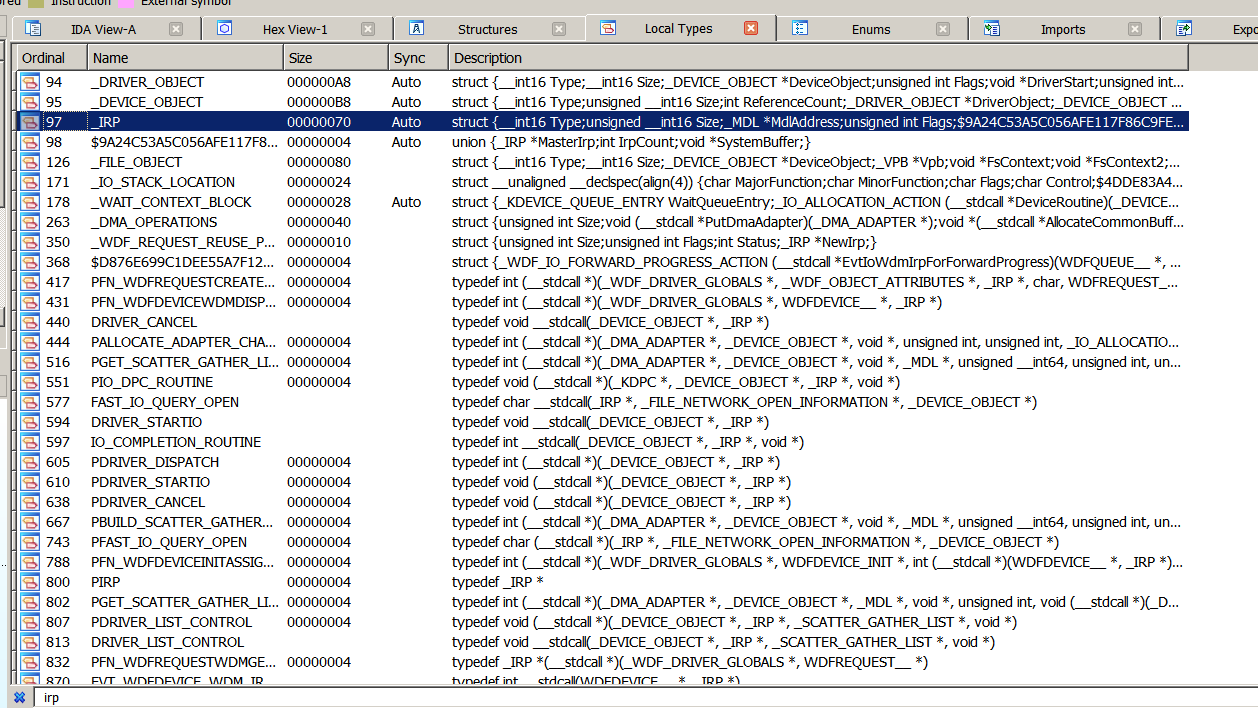 Instruction External symbol
IDA View-A Hex View-1 Structures Local Types Enums Imports
Ordinal Name Size Sync Description
94 _DRIVER_OBJECT 000000A8 Auto struct {__int16 Type;__int16 Size;_DEVICE_OBJECT *DeviceObject;unsigned int Flags;void *DriverStart;unsigned int...
95 _DEVICE_OBJECT 000000B8 Auto struct {__int16 Type;unsigned __int16 Size;int ReferenceCount;_DRIVER_OBJECT *DriverObject;_DEVICE_OBJECT ...
97 _IRP 00000070 Auto struct {__int16 Type;unsigned __int16 Size;_MDL *MdlAddress;unsigned int Flags;$9A24C53A5C056AFE117F86C9FE...
98 $9A24C53A5C056AFE117F8... 00000004 Auto union {_IRP *MasterIrp;int IrpCount;void *SystemBuffer;}
126 _FILE_OBJECT 00000080 struct {__int16 Type;__int16 Size;_DEVICE_OBJECT *DeviceObject;_VPB *Vpb;void *FsContext;void *FsContext2;...
171 _IO_STACK_LOCATION 00000024 struct __unaligned __declspec(align(4)) {char MajorFunction;char MinorFunction;char Flags;char Control;$4DDE83A4...
178 _WAIT_CONTEXT_BLOCK 00000028 Auto struct {_KDEVICE_QUEUE_ENTRY WaitQueueEntry;_IO_ALLOCATION_ACTION (__stdcall *DeviceRoutine)(_DEVICE...
263 _DMA_OPERATIONS 00000040 struct {unsigned int Size;void (__stdcall *PutDmaAdapter)(_DMA_ADAPTER *);void *(__stdcall *AllocateCommonBuff...
350 _WDF_REQUEST_REUSE_P... 00000010 struct {unsigned int Size;unsigned int Flags;int Status;_IRP *NewIrp;}
368 $D876E699C1DEE55A7F12... 00000004 struct {_WDF_IO_FORWARD_PROGRESS_ACTION (__stdcall *EvtIoWdmIrpForForwardProgress)(WDFQUEUE__ *, ...
417 PFN_WDFREQUESTCREATE... 00000004 typedef int (__stdcall *)(_WDF_DRIVER_GLOBALS *, _WDF_OBJECT_ATTRIBUTES *, _IRP *, char, WDFREQUEST_...
431 PFN_WDFDEVICEWDMDISP... 00000004 typedef int (__stdcall *)(_WDF_DRIVER_GLOBALS *, WDFDEVICE__ *, _IRP *)
440 DRIVER_CANCEL typedef void __stdcall(_DEVICE_OBJECT *, _IRP *)
444 PALLOCATE_ADAPTER_CHA... 00000004 typedef int (__stdcall *)(_DMA_ADAPTER *, _DEVICE_OBJECT *, void *, unsigned int, unsigned int, _IO_ALLOCATIO...
516 PGET_SCATTER_GATHER_LI... 00000004 typedef int (__stdcall *)(_DMA_ADAPTER *, _DEVICE_OBJECT *, void *, _MDL *, unsigned __int64, unsigned int, un...
551 PIO_DPC_ROUTINE 00000004 typedef void (__stdcall *)(_KDPC *, _DEVICE_OBJECT *, _IRP *, void *)
577 FAST_IO_QUERY_OPEN typedef char __stdcall(_IRP *, _FILE_NETWORK_OPEN_INFORMATION *, _DEVICE_OBJECT *)
594 DRIVER_STARTIO typedef void __stdcall(_DEVICE_OBJECT *, _IRP *)
597 IO_COMPLETION_ROUTINE typedef int __stdcall(_DEVICE_OBJECT *, _IRP *, void *)
605 PDRIVER_DISPATCH 00000004 typedef int (__stdcall *)(_DEVICE_OBJECT *, _IRP *)
610 PDRIVER_STARTIO 00000004 typedef void (__stdcall *)(_DEVICE_OBJECT *, _IRP *)
638 PDRIVER_CANCEL 00000004 typedef void (__stdcall *)(_DEVICE_OBJECT *, _IRP *)
667 PBUILD_SCATTER_GATHER... 00000004 typedef int (__stdcall *)(_DMA_ADAPTER *, _DEVICE_OBJECT *, void *, _MDL *, unsigned __int64, unsigned int, un...
743 PFAST_IO_QUERY_OPEN 00000004 typedef char (__stdcall *)(_IRP *, _FILE_NETWORK_OPEN_INFORMATION *, _DEVICE_OBJECT *)
788 PFN_WDFDEVICEINITASSIG... 00000004 typedef int (__stdcall *)(_WDF_DRIVER_GLOBALS *, WDFDEVICE_INIT *, int (__stdcall *)(WDFDEVICE__ *, _IRP *)...
800 PIRP 00000004 typedef _IRP *
802 PGET_SCATTER_GATHER_LI... 00000004 typedef int (__stdcall *)(_DMA_ADAPTER *, _DEVICE_OBJECT *, _MDL *, void *, unsigned int, void (__stdcall *)(_D...
807 PDRIVER_LIST_CONTROL 00000004 typedef void (__stdcall *)(_DEVICE_OBJECT *, _IRP *, _SCATTER_GATHER_LIST *, void *)
813 DRIVER_LIST_CONTROL typedef void __stdcall(_DEVICE_OBJECT *, _IRP *, _SCATTER_GATHER_LIST *, void *)
832 PFN_WDFREQUESTWDMGE... 00000004 typedef _IRP *(__stdcall *)(_WDF_DRIVER_GLOBALS *, WDFREQUEST__ *)
870 EVT_WDFDEVICE_WDM_IR... typedef int __stdcall(WDFDEVICE__ *, _IRP *)
irp